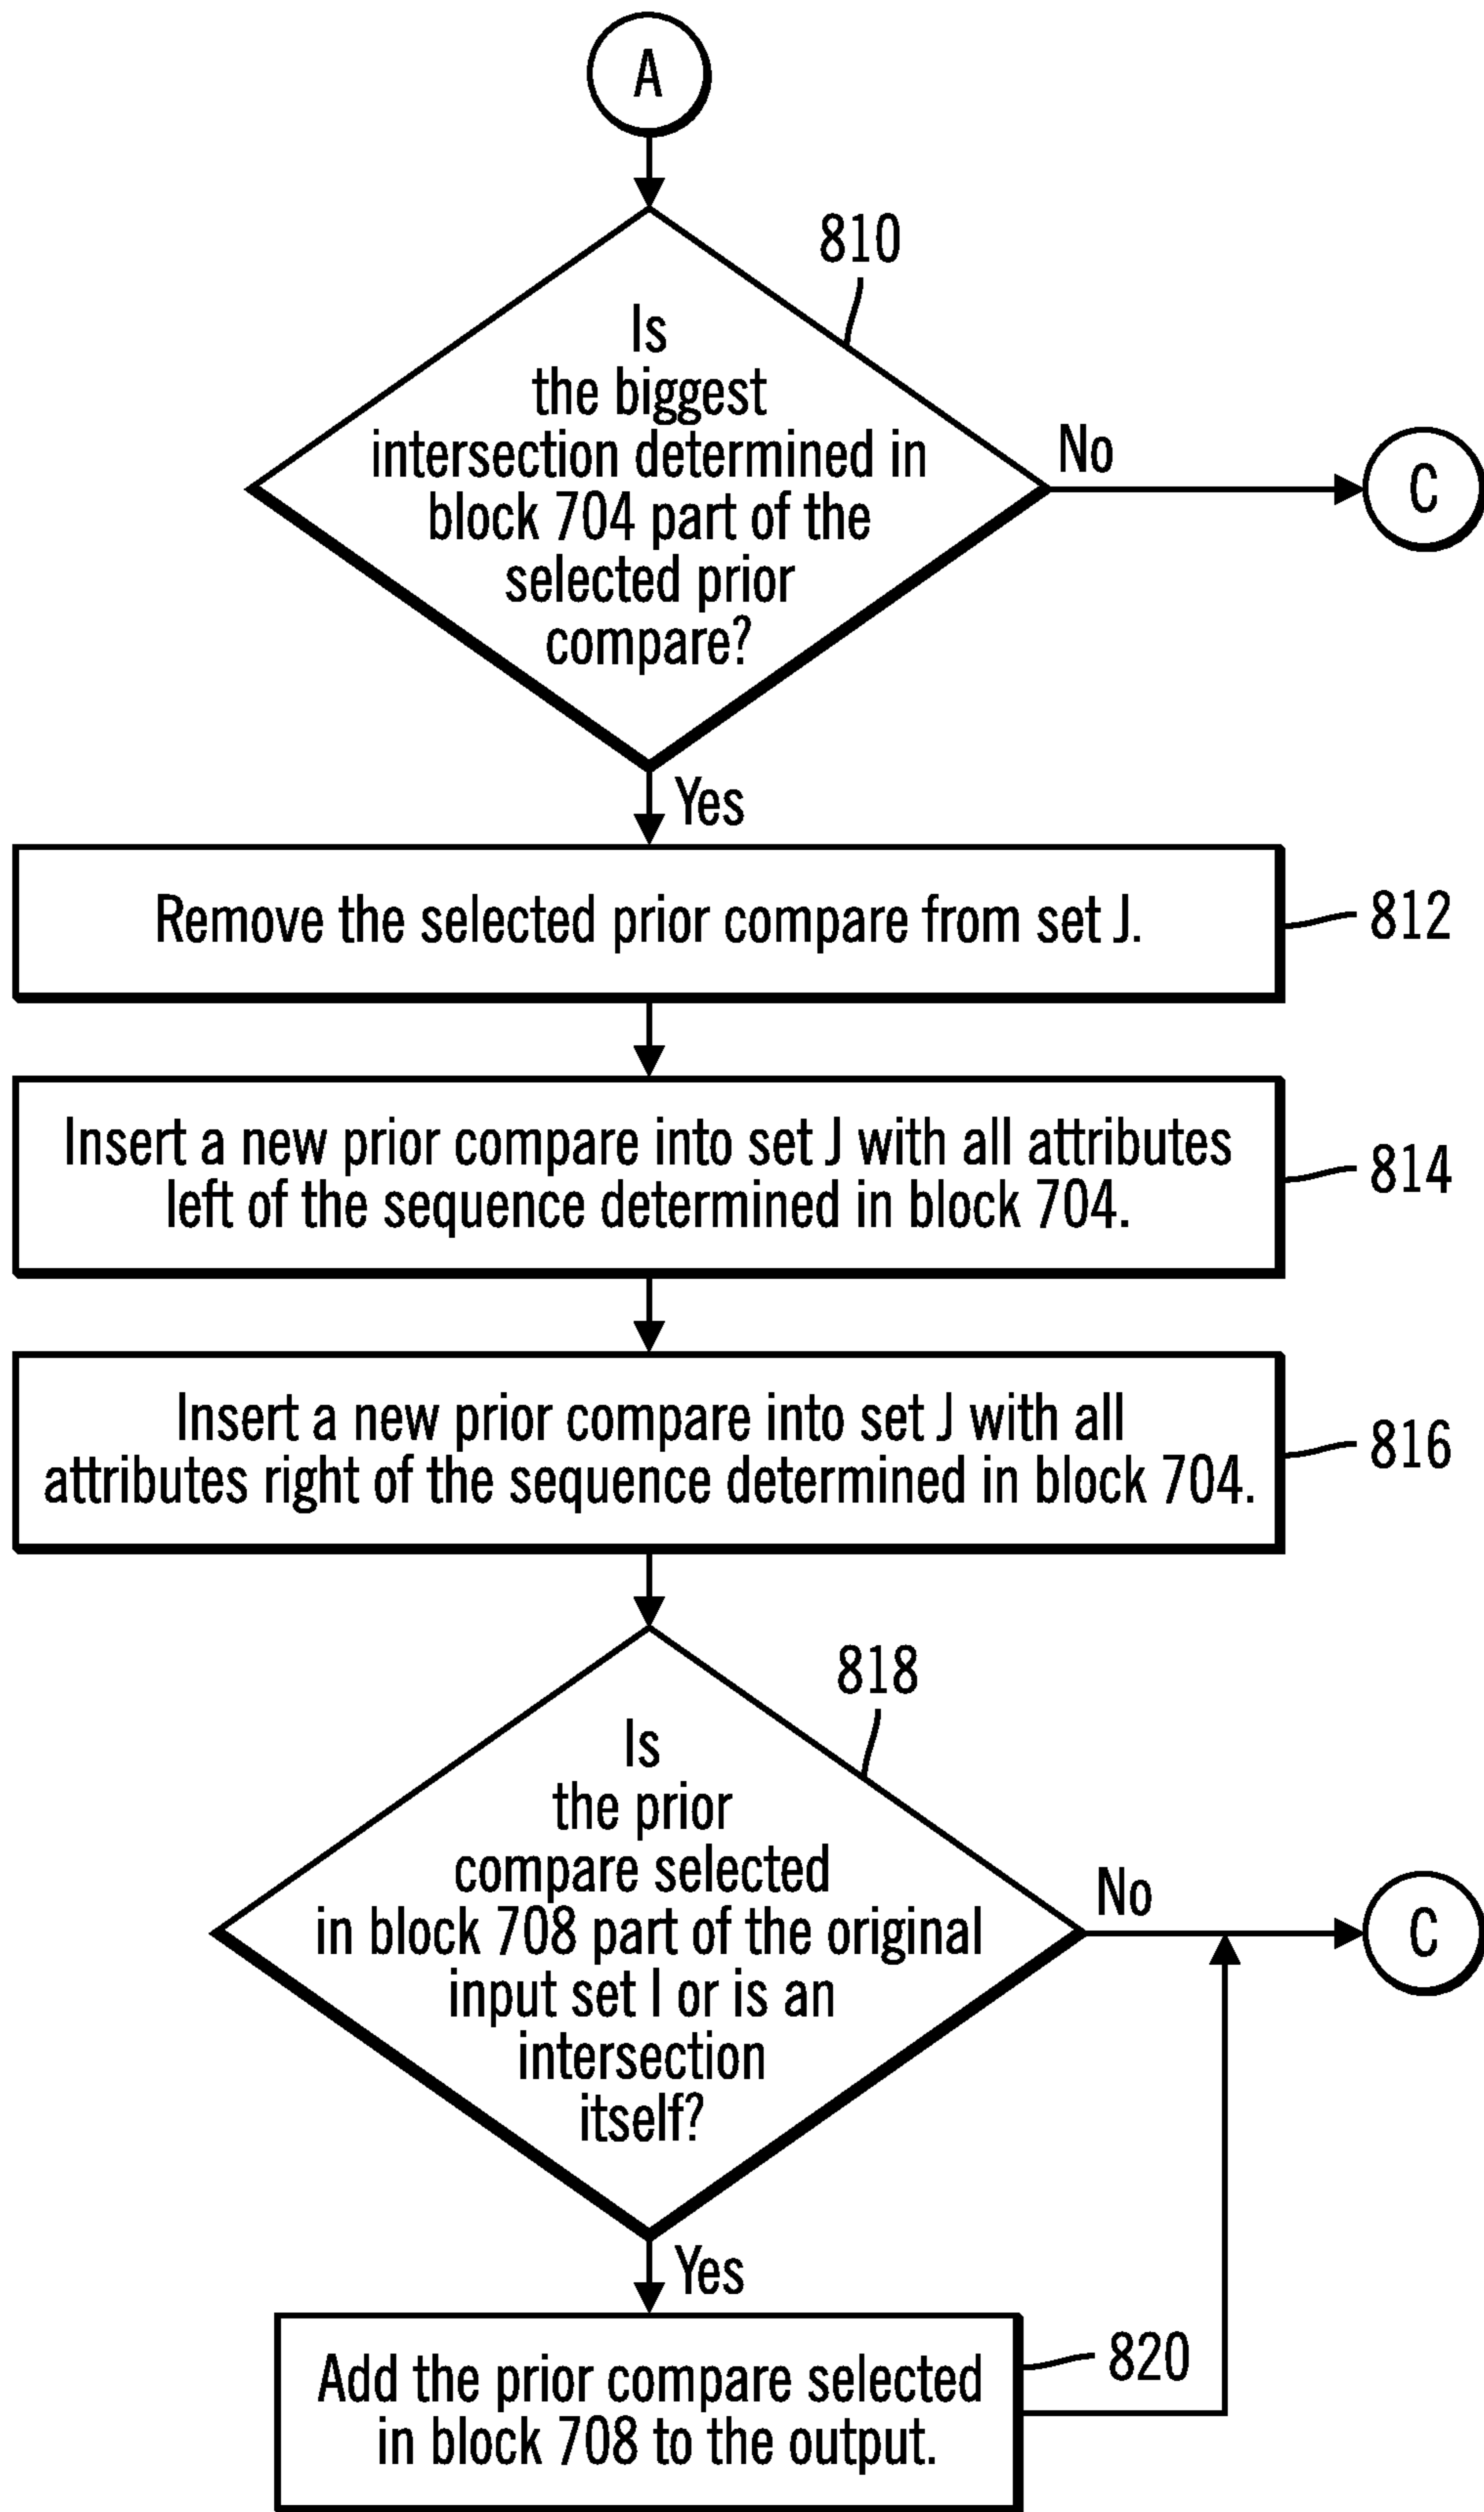 A
810
Is
the biggest
intersection determined in
block 704 part of the
selected prior
compare?
No
C
Yes
Remove the selected prior compare from set J.
812
Insert a new prior compare into set J with all attributes
left of the sequence determined in block 704.
814
Insert a new prior compare into set J with all
attributes right of the sequence determined in block 704.
816
818
Is
the prior
compare selected
in block 708 part of the original
input set I or is an
intersection
itself?
No
C
Yes
Add the prior compare selected
in block 708 to the output.
820